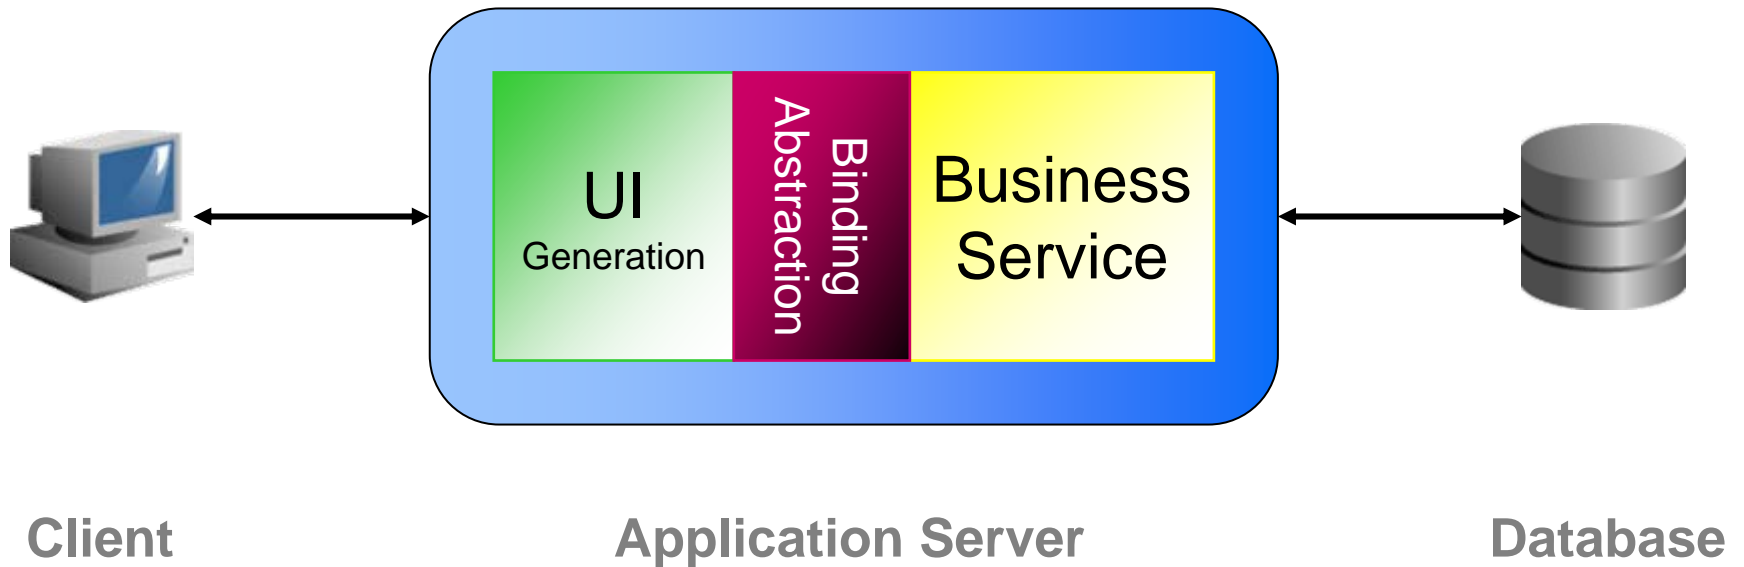 UI
Generation
Binding
Abstraction
Business
Service
Client
Application Server
Database